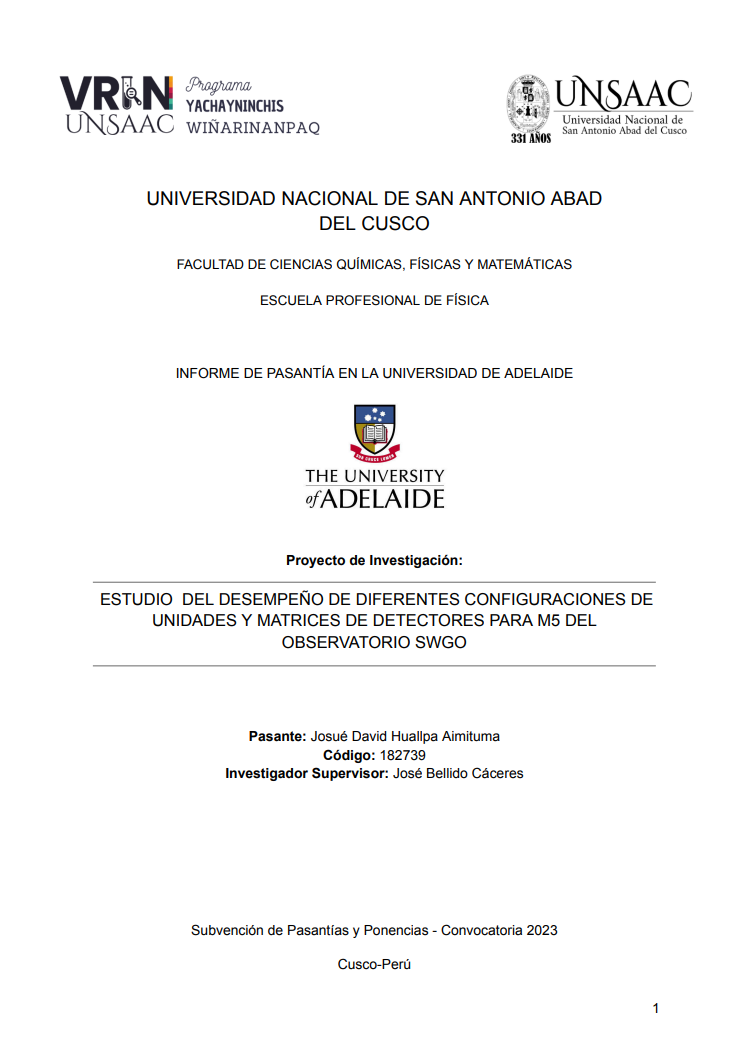 VRIN
UNSAAC
Programa
YACHAYNINCHIS
WIÑARINANPAQ
331 AÑOS
UNSAAC
Universidad Nacional de
San Antonio Abad del Cusco
UNIVERSIDAD NACIONAL DE SAN ANTONIO ABAD
DEL CUSCO
FACULTAD DE CIENCIAS QUÍMICAS, FÍSICAS Y MATEMÁTICAS
ESCUELA PROFESIONAL DE FÍSICA
INFORME DE PASANTÍA EN LA UNIVERSIDAD DE ADELAIDE
THE UNIVERSITY
of ADELAIDE
Proyecto de Investigación:
ESTUDIO DEL DESEMPEÑO DE DIFERENTES CONFIGURACIONES DE
UNIDADES Y MATRICES DE DETECTORES PARA M5 DEL
OBSERVATORIO SWGO
Pasante: Josué David Huallpa Aimituma
Código: 182739
Investigador Supervisor: José Bellido Cáceres
Subvención de Pasantías y Ponencias - Convocatoria 2023
Cusco-Perú
1